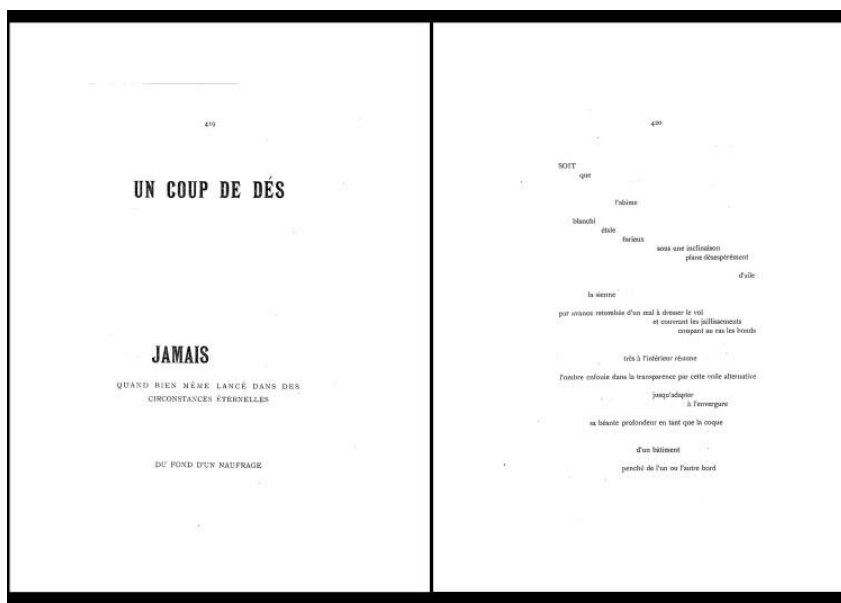 419
UN COUP DE DÉS
JAMAIS
QUAND BIEN MÊME LANCÉ DANS DES
CIRCONSTANCES ÉTERNELLES
DU FOND D'UN NAUFRAGE
420
SOIT
que
l'abime
blanchi
étale
furieux
sous une inclinaison
plane désespérément
d'aile
la sienne
par avance retombée d'un mal à dresser le vol
et couvrant les jaillissements
coupant au ras les bonds
très à l'intérieur résume
l'ombre enfouie dans la transparence par cette voile alternative
jusqu'adapter
à l'envergure
sa béante profondeur en tant que la coque
d'un bâtiment
penché de l'un ou l'autre bord